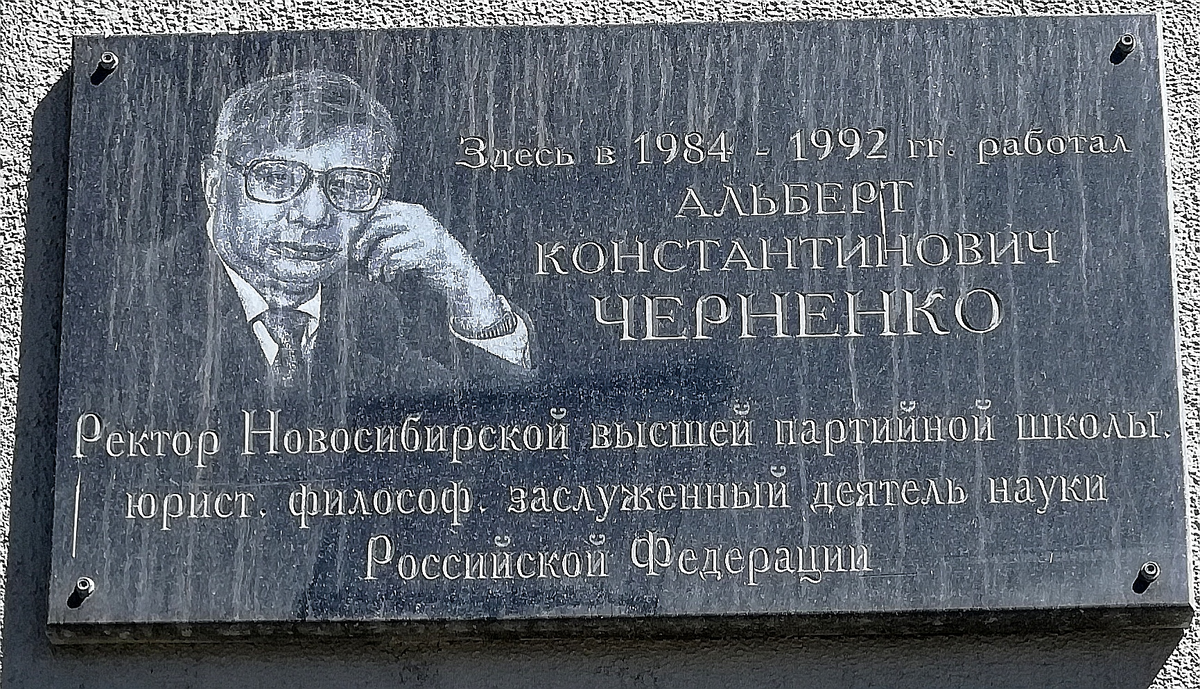 Здесь в 1984 - 1992 гг. работал
АЛЬБЕРТ
КОНСТАНТИНОВИЧ
ЧЕРНЕНКО
Ректор Новосибирской высшей партийной школы,
юрист, философ, заслуженный деятель науки
Российской Федерации